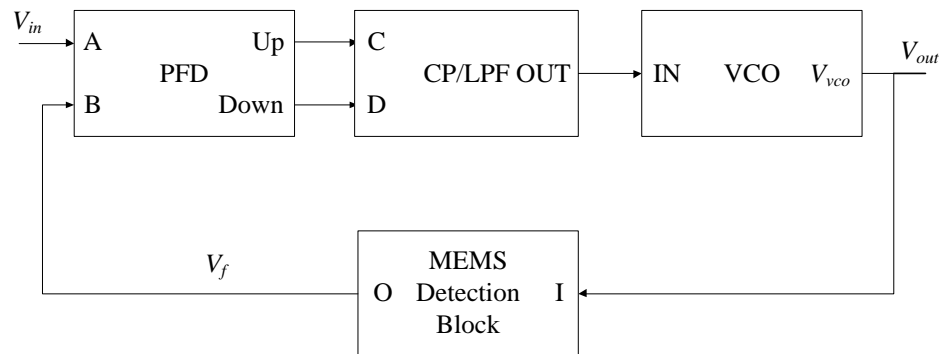 V_in
A Up
PFD
B Down
C
CP/LPF OUT
D
IN VCO V_vco
V_out
V_f
MEMS
O Detection I
Block